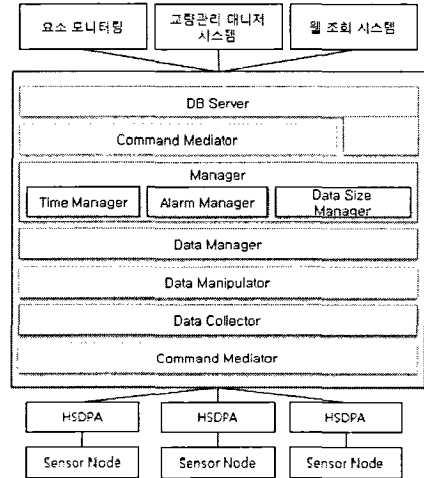 요소 모니터링
교량관리 매니저
시스템
웹 조회 시스템
DB Server
Command Mediator
Manager
Time Manager
Alarm Manager
Data Size
Manager
Data Manager
Data Manipulator
Data Collector
Command Mediator
HSDPA
HSDPA
HSDPA
Sensor Node
Sensor Node
Sensor Node